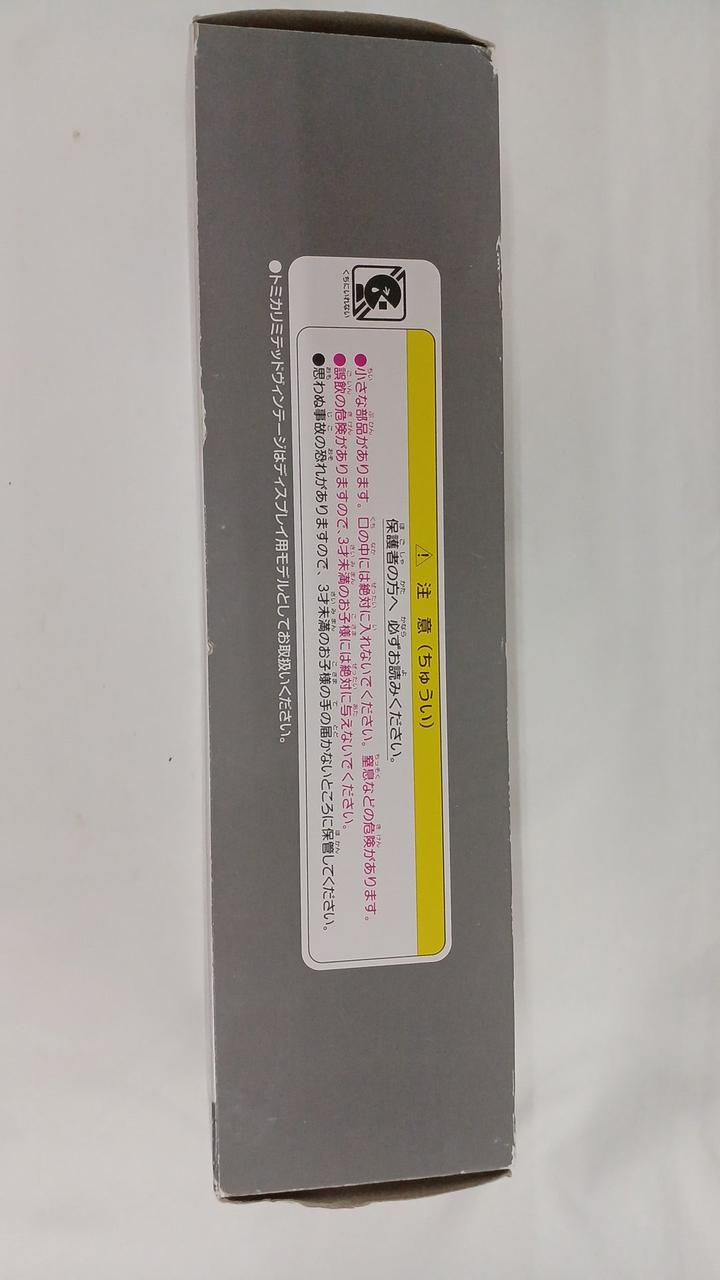 くちにいれない
⚠ 注 意(ちゅうい)
保護者の方へ 必ずお読みください。
●小さな部品があります。口の中には絶対に入れないでください。窒息などの危険があります。
●誤飲の危険がありますので、3才未満のお子様には絶対に与えないでください。
●思わぬ事故の恐れがありますので、3才未満のお子様の手の届かないところに保管してください。
●トミカリミテッドヴィンテージはディスプレイ用モデルとしてお取扱いください。